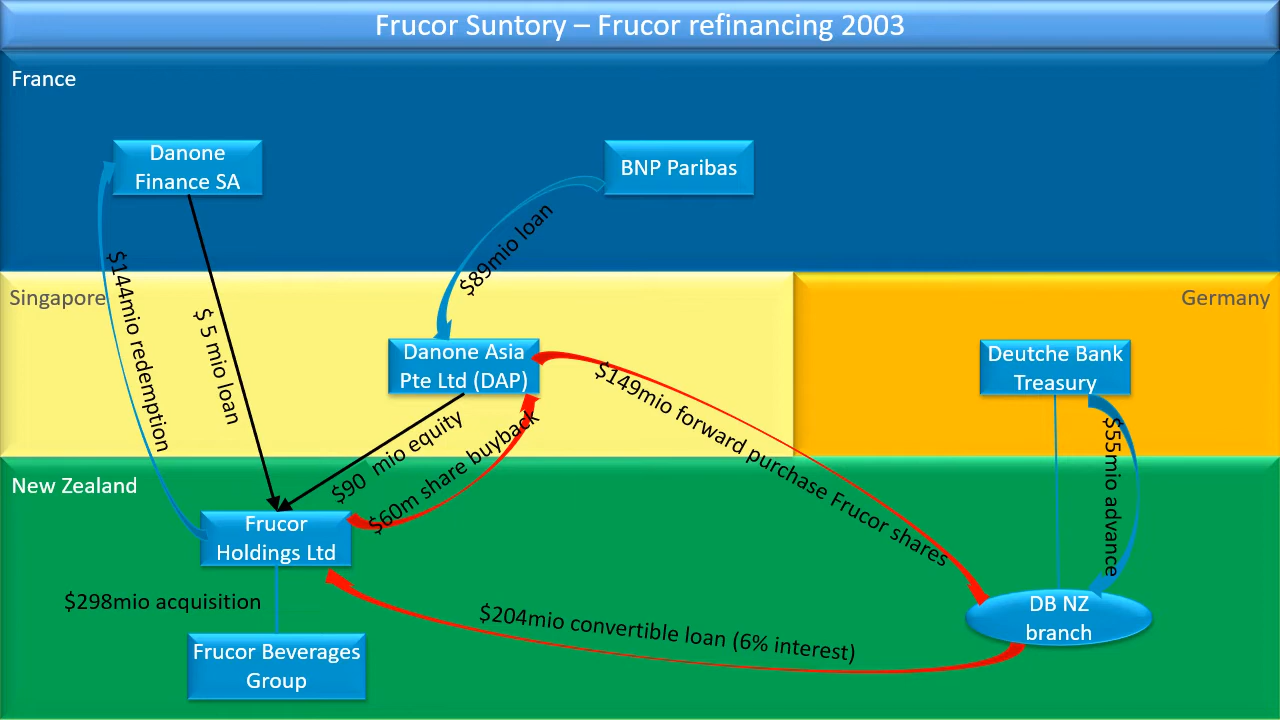 Frucor Suntory – Frucor refinancing 2003
France
Danone
Finance SA
BNP Paribas
$89mio loan
$144mio redemption
$ 5 mio loan
Singapore
Germany
Danone Asia
Pte Ltd (DAP)
Deutche Bank
Treasury
$149mio forward purchase Frucor shares
$55mio advance
$90 mio equity
$60m share buyback
New Zealand
Frucor
Holdings Ltd
$298mio acquisition
$204mio convertible loan (6% interest)
DB NZ
branch
Frucor Beverages
Group